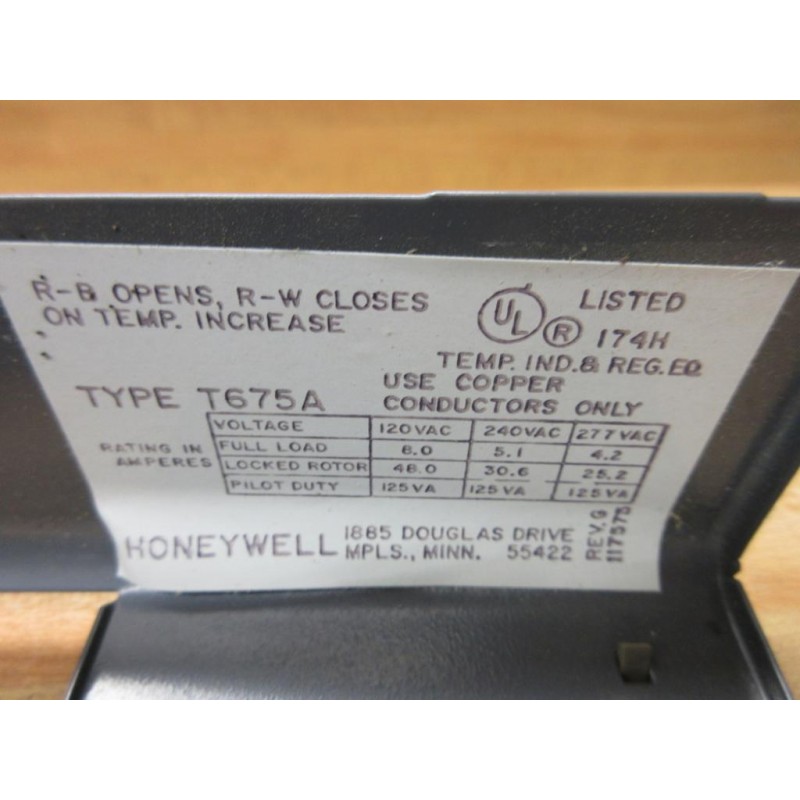 R-B OPENS, R-W CLOSES
ON TEMP. INCREASE
UL R LISTED
174H
TEMP. IND. & REG. EQ
TYPE T675A
USE COPPER
CONDUCTORS ONLY
RATING IN
AMPERES
VOLTAGE 120VAC 240VAC 277VAC
FULL LOAD 8.0 5.1 4.2
LOCKED ROTOR 48.0 30.6 25.2
PILOT DUTY 125VA 125VA 125VA
HONEYWELL
1885 DOUGLAS DRIVE
MPLS., MINN. 55422
REV. G
117575